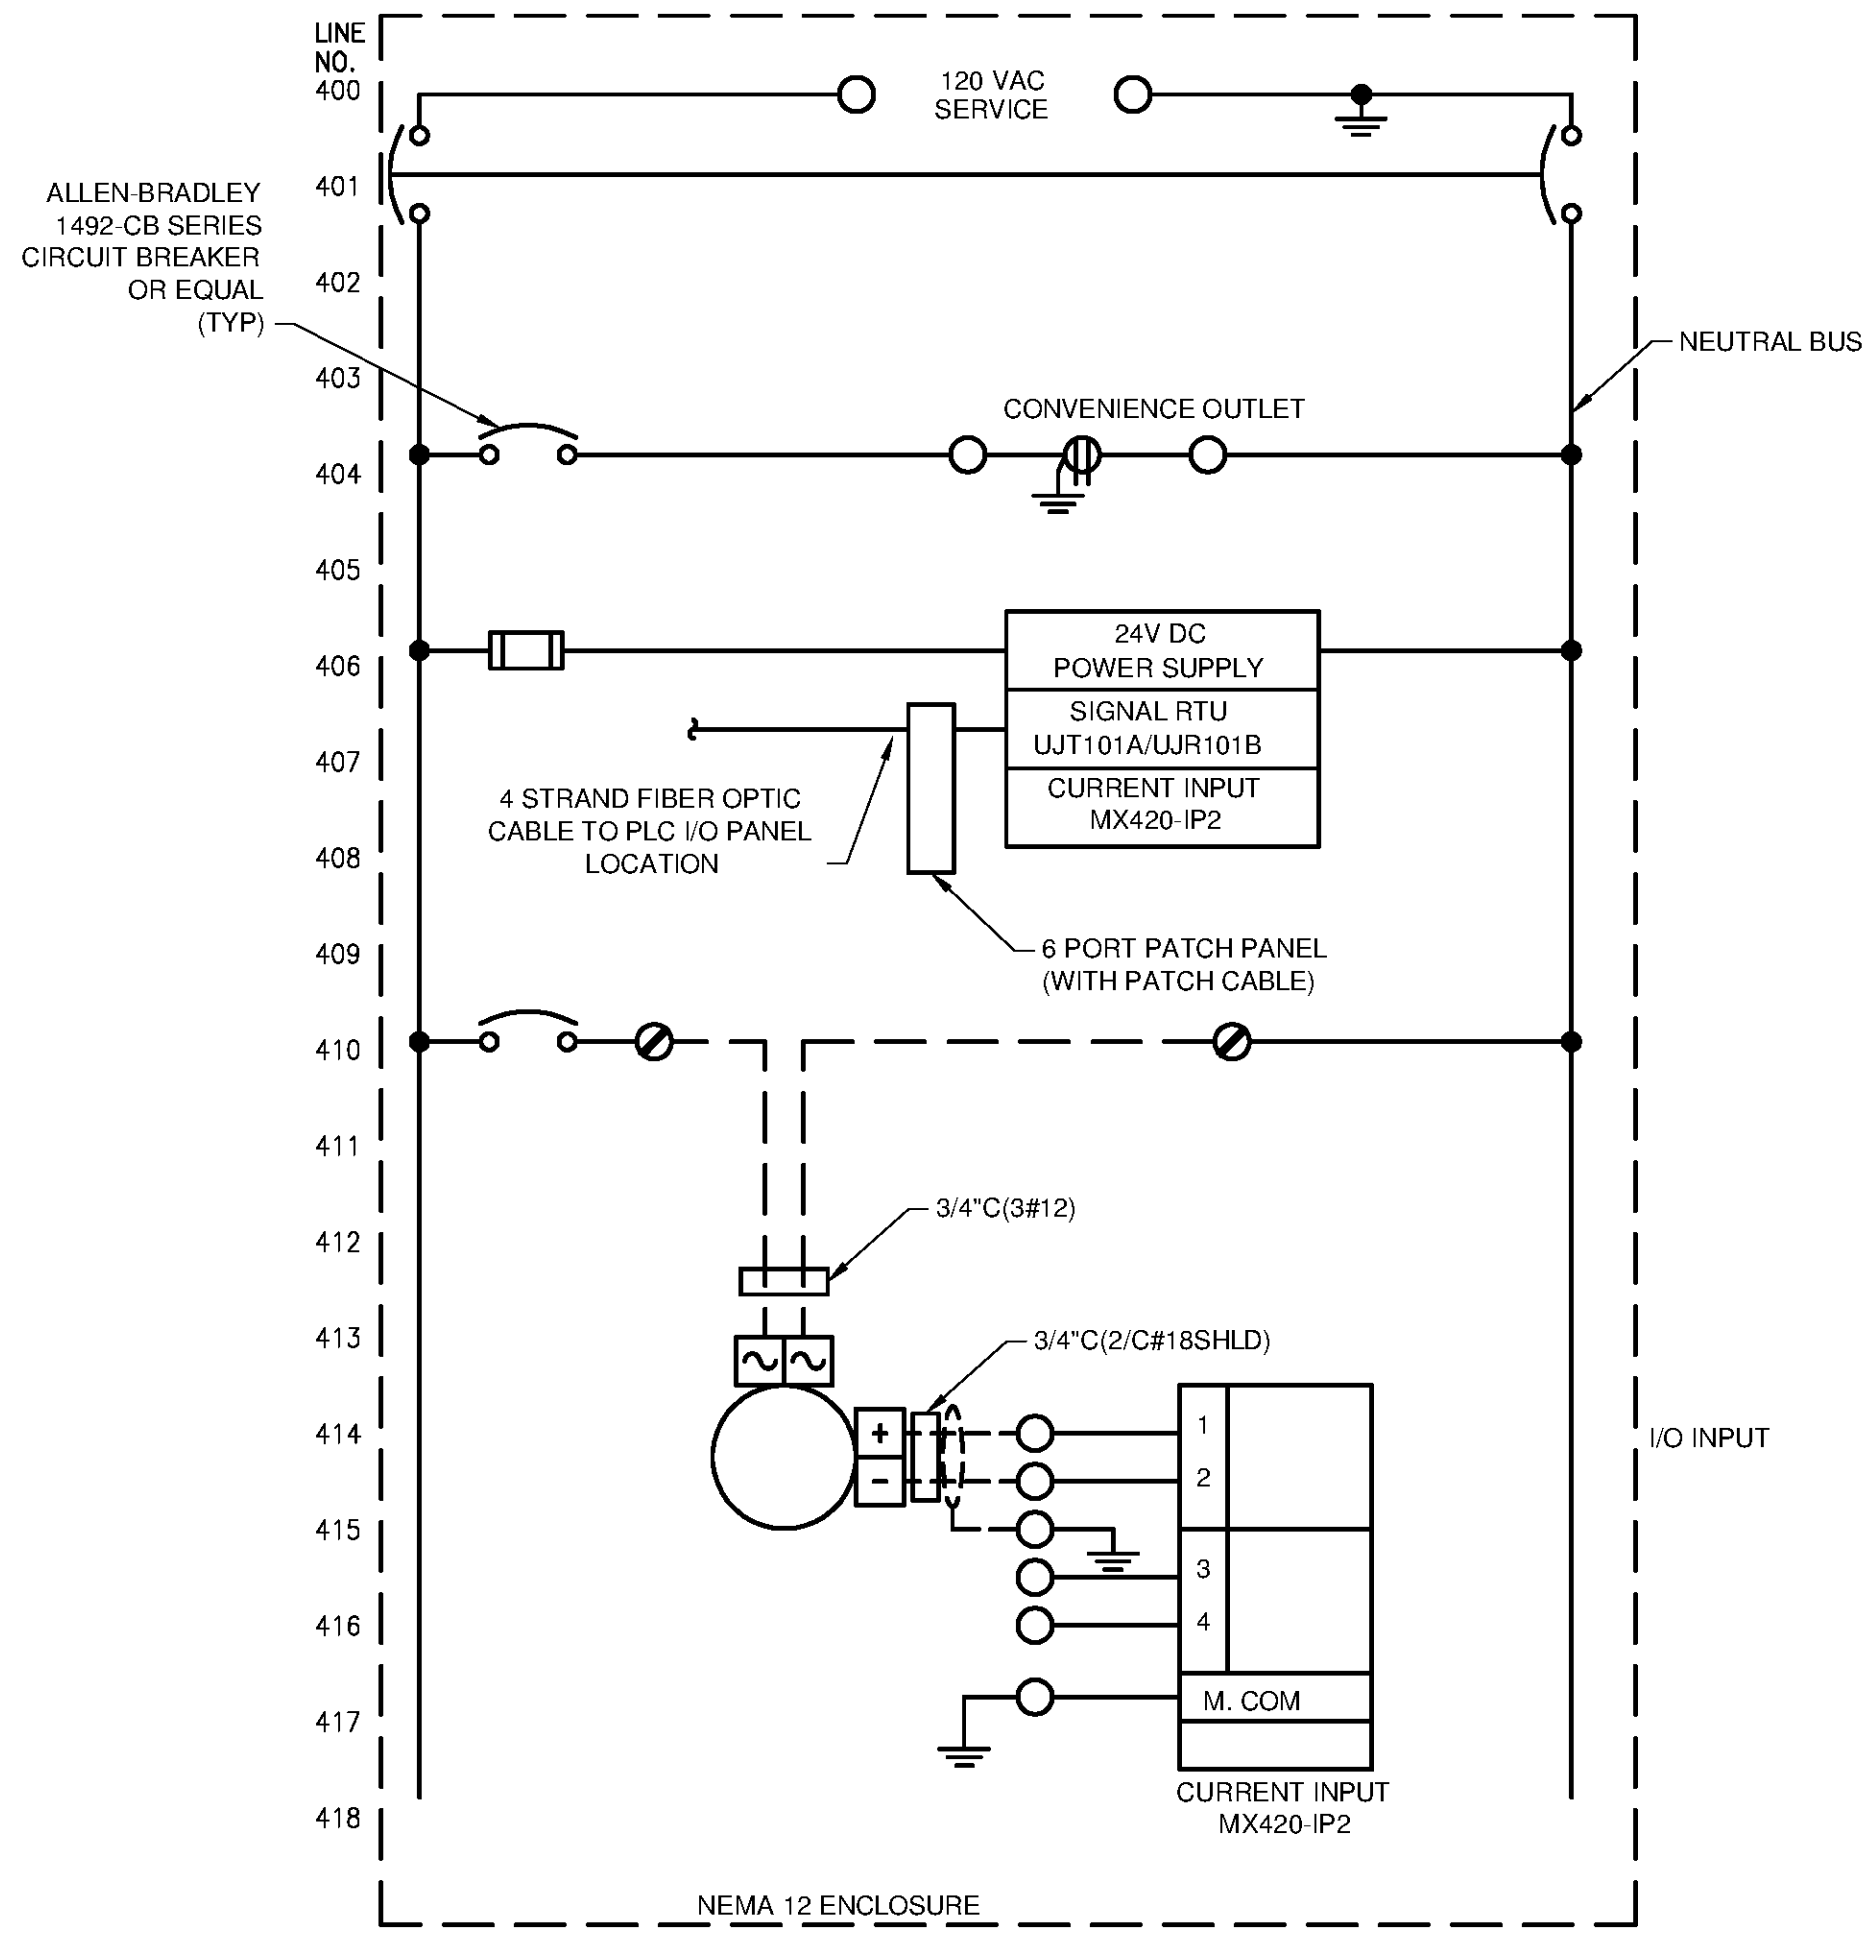 LINE
NO.
400
120 VAC
SERVICE
401
ALLEN-BRADLEY
1492-CB SERIES
CIRCUIT BREAKER
OR EQUAL
(TYP)
402
NEUTRAL BUS
403
CONVENIENCE OUTLET
404
405
24V DC
POWER SUPPLY
406
SIGNAL RTU
UJT101A/UJR101B
407
CURRENT INPUT
MX420-IP2
4 STRAND FIBER OPTIC
CABLE TO PLC I/O PANEL
LOCATION
408
6 PORT PATCH PANEL
(WITH PATCH CABLE)
409
410
411
3/4"C(3#12)
412
413
3/4"C(2/C#18SHLD)
414
+
-
1
2
I/O INPUT
415
3
4
416
M. COM
417
CURRENT INPUT
MX420-IP2
418
NEMA 12 ENCLOSURE